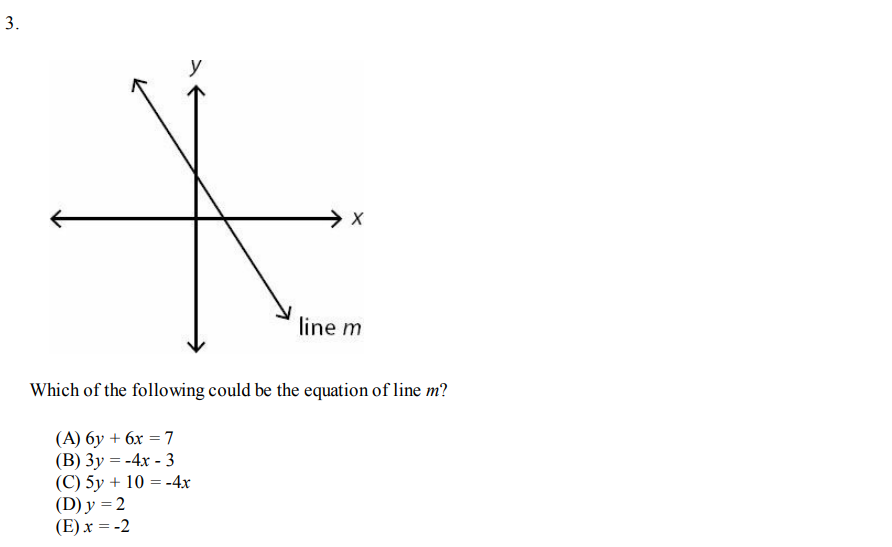 3.
y
x
line m
Which of the following could be the equation of line m?
(A) 6y + 6x = 7
(B) 3y = -4x - 3
(C) 5y + 10 = -4x
(D) y = 2
(E) x = -2